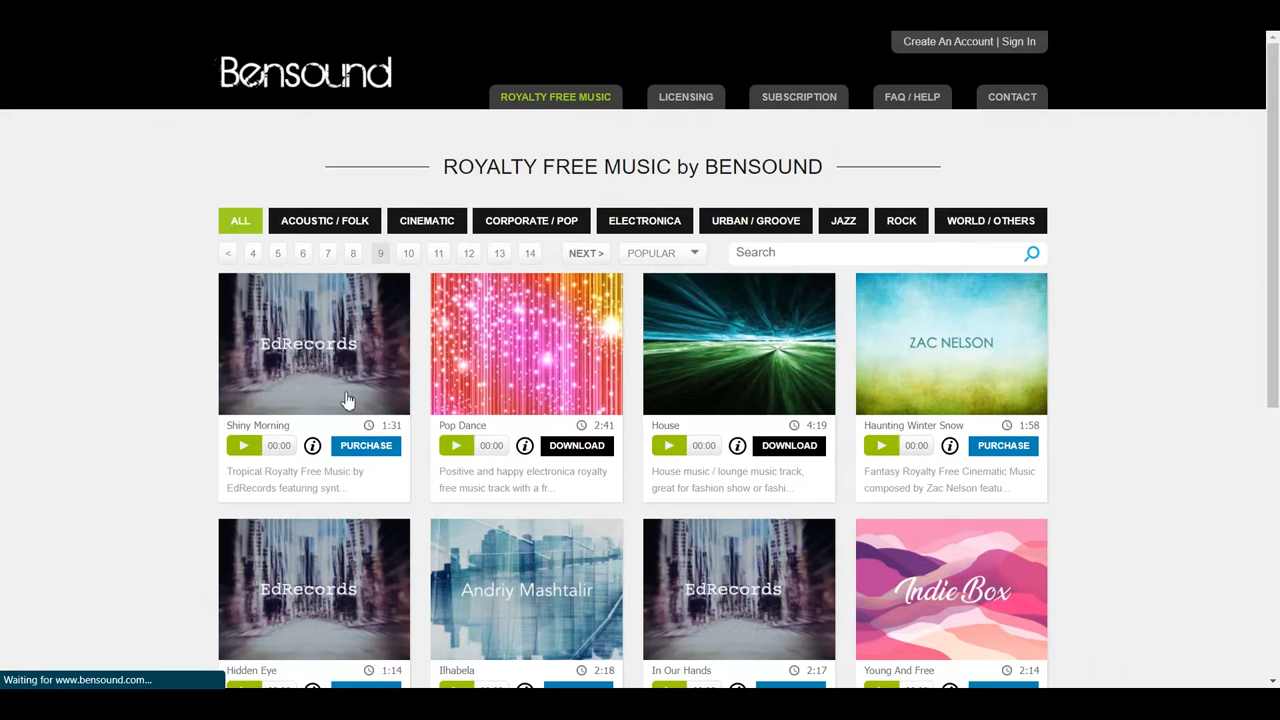 Create An Account | Sign In
Bensound
ROYALTY FREE MUSIC LICENSING SUBSCRIPTION FAQ / HELP CONTACT
ROYALTY FREE MUSIC by BENSOUND
ALL ACOUSTIC / FOLK CINEMATIC CORPORATE / POP ELECTRONICA URBAN / GROOVE JAZZ ROCK WORLD / OTHERS
< 4 5 6 7 8 9 10 11 12 13 14 NEXT > POPULAR Search
EdRecords ZAC NELSON
Shiny Morning 1:31 Pop Dance 2:41 House 4:19 Haunting Winter Snow 1:58
00:00 i PURCHASE 00:00 i DOWNLOAD 00:00 i DOWNLOAD 00:00 i PURCHASE
Tropical Royalty Free Music by Positive and happy electronica royalty House music / lounge music track, Fantasy Royalty Free Cinematic Music
EdRecords featuring synt... free music track with a fr... great for fashion show or fashi... composed by Zac Nelson featu...
EdRecords Andriy Mashtalir EdRecords Indie Box
Hidden Eye 1:14 Ilhabela 2:18 In Our Hands 2:17 Young And Free 2:14
Waiting for www.bensound.com...